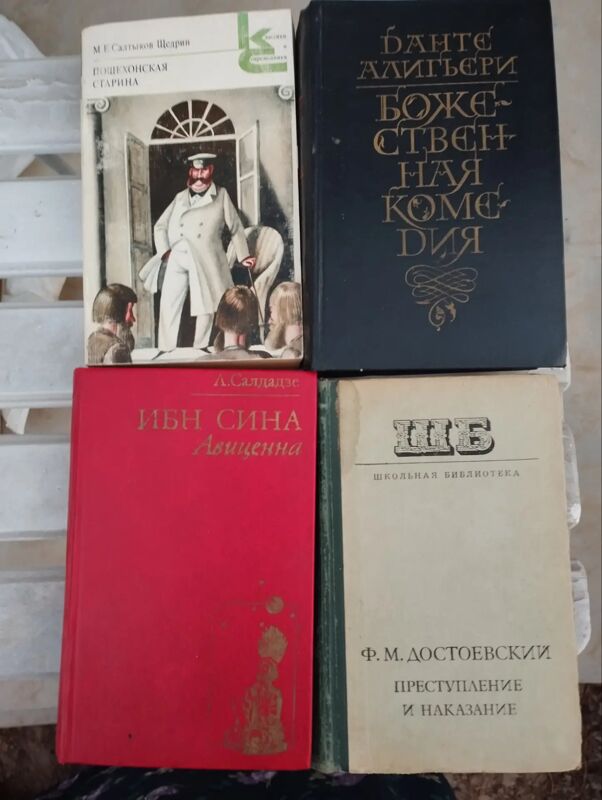 М. Е. Салтыков Щедрин
ПОШЕХОНСКАЯ
СТАРИНА
Классики и
Современники
ДАНТЕ
АЛИГЬЕРИ
БОЖЕ-
СТВЕН-
НАЯ
КОМЕ-
ДИЯ
Л. Салдадзе
ИБН СИНА
Авиценна
ШБ
ШКОЛЬНАЯ БИБЛИОТЕКА
Ф. М. ДОСТОЕВСКИЙ
ПРЕСТУПЛЕНИЕ
И НАКАЗАНИЕ